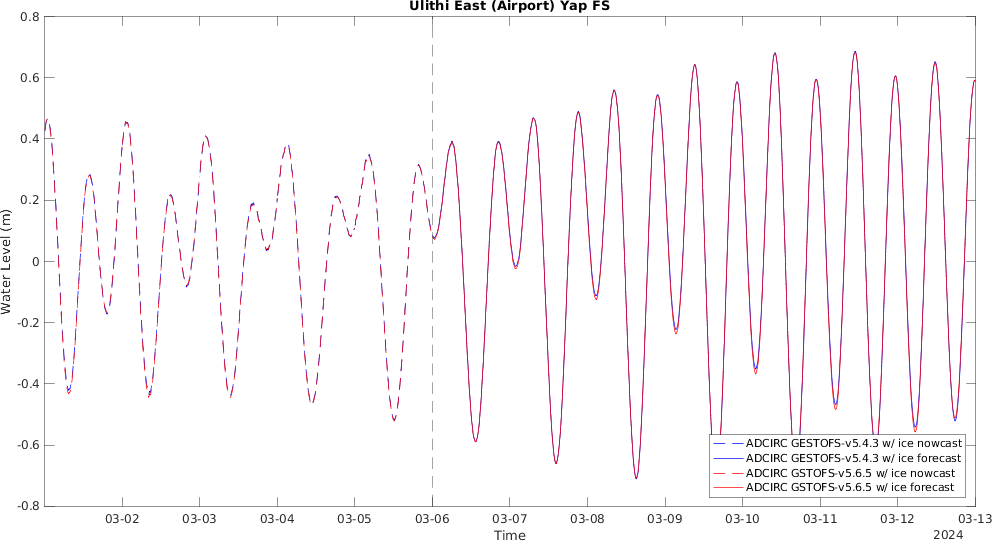 Ulithi East (Airport) Yap FS
Water Level (m)
0.8
0.6
0.4
0.2
0
-0.2
-0.4
-0.6
-0.8
ADCIRC GESTOFS-v5.4.3 w/ ice nowcast
ADCIRC GESTOFS-v5.4.3 w/ ice forecast
ADCIRC GSTOFS-v5.6.5 w/ ice nowcast
ADCIRC GSTOFS-v5.6.5 w/ ice forecast
03-02 03-03 03-04 03-05 03-06 03-07 03-08 03-09 03-10 03-11 03-12 03-13
Time
2024